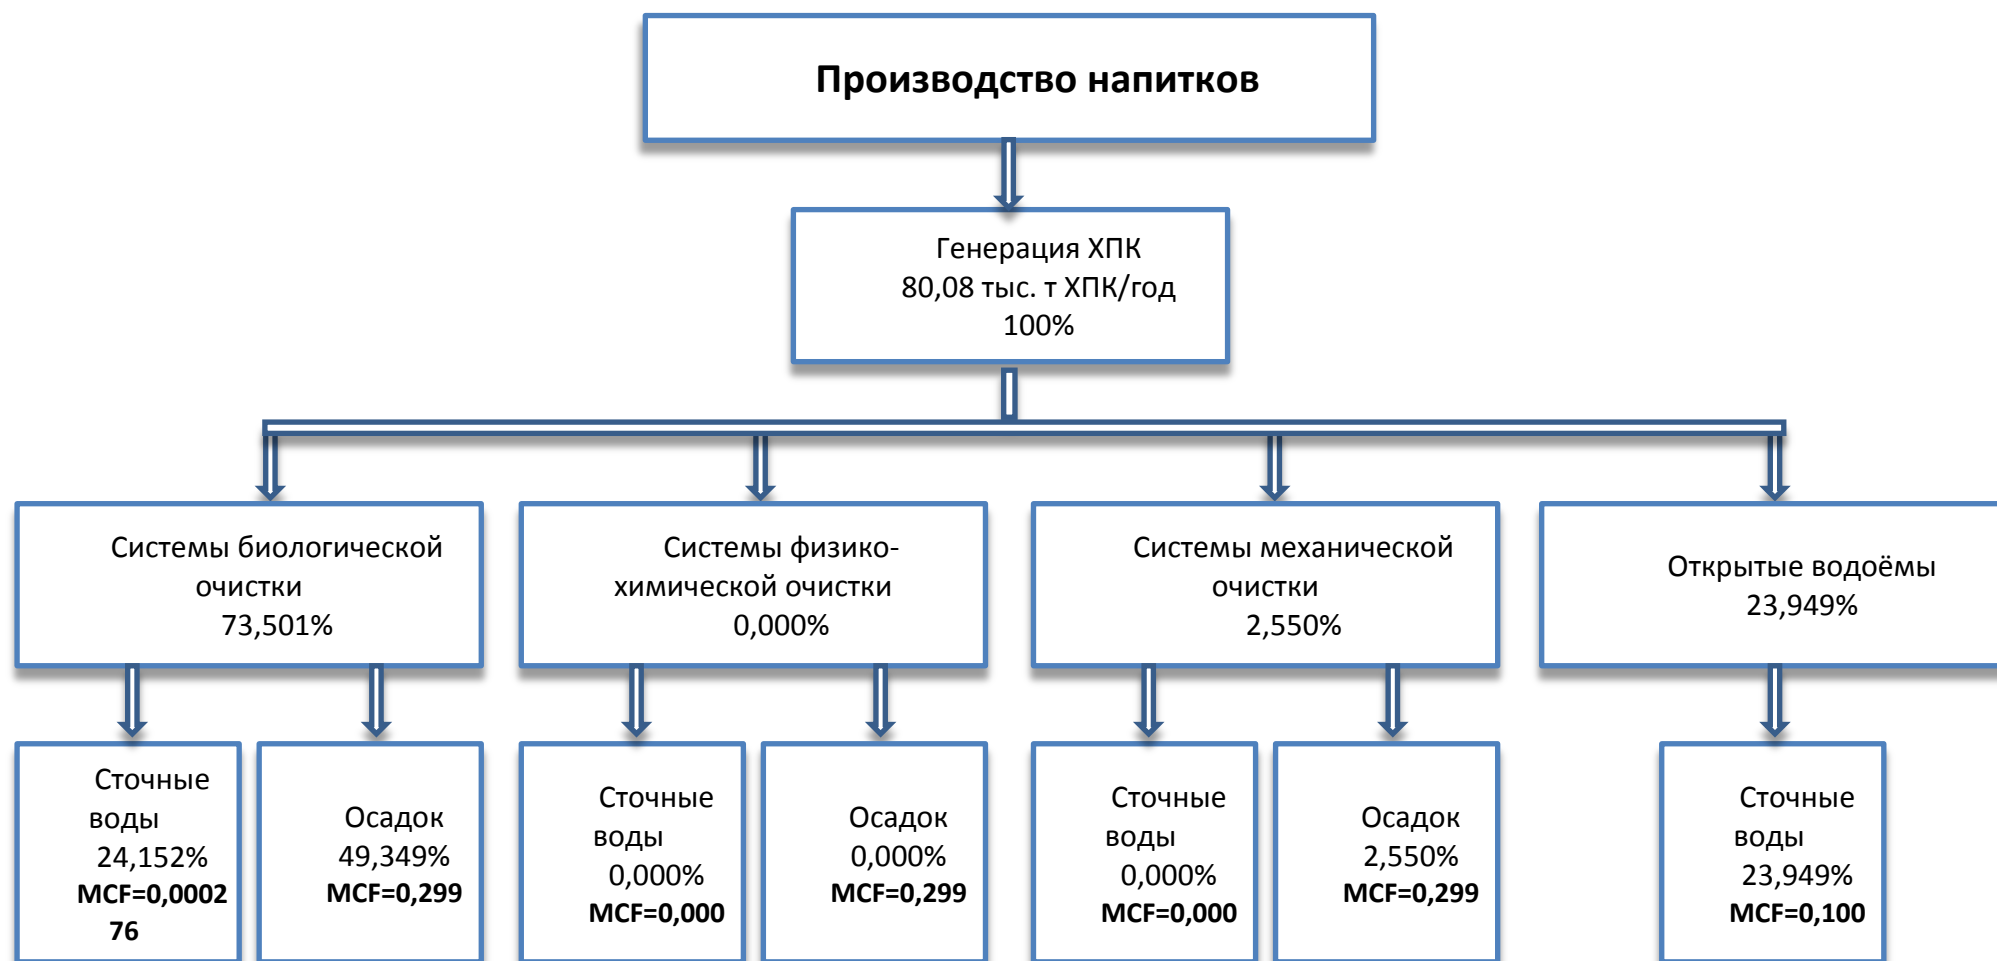 Производство напитков
Генерация ХПК
80,08 тыс. т ХПК/год
100%
Системы биологической
очистки
73,501%
Системы физико-
химической очистки
0,000%
Системы механической
очистки
2,550%
Открытые водоёмы
23,949%
Сточные
воды
24,152%
MCF=0,0002
76
Осадок
49,349%
MCF=0,299
Сточные
воды
0,000%
MCF=0,000
Осадок
0,000%
MCF=0,299
Сточные
воды
0,000%
MCF=0,000
Осадок
2,550%
MCF=0,299
Сточные
воды
23,949%
MCF=0,100